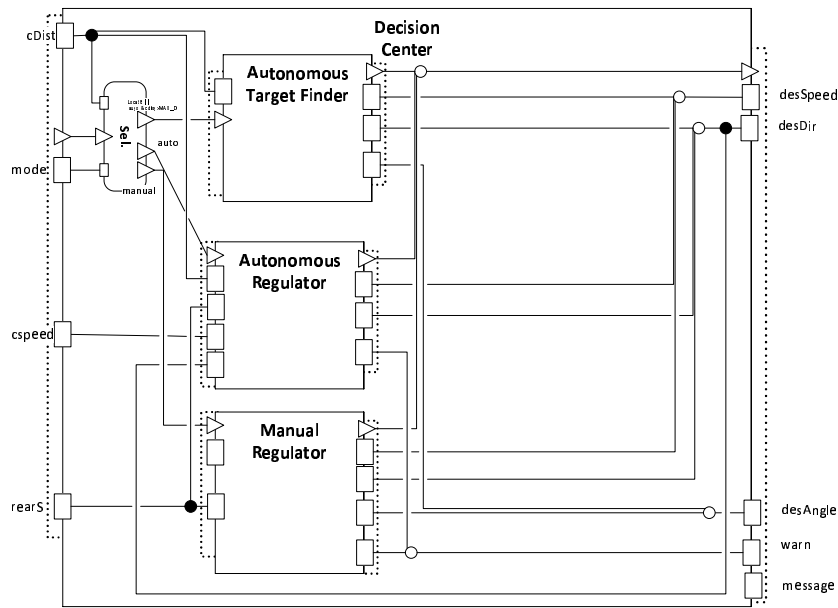 Decision
Center
cDist
Autonomous
Target Finder
Sel.
auto
desSpeed
desDir
mode
manual
Autonomous
Regulator
cspeed
Manual
Regulator
rearS
desAngle
warn
message